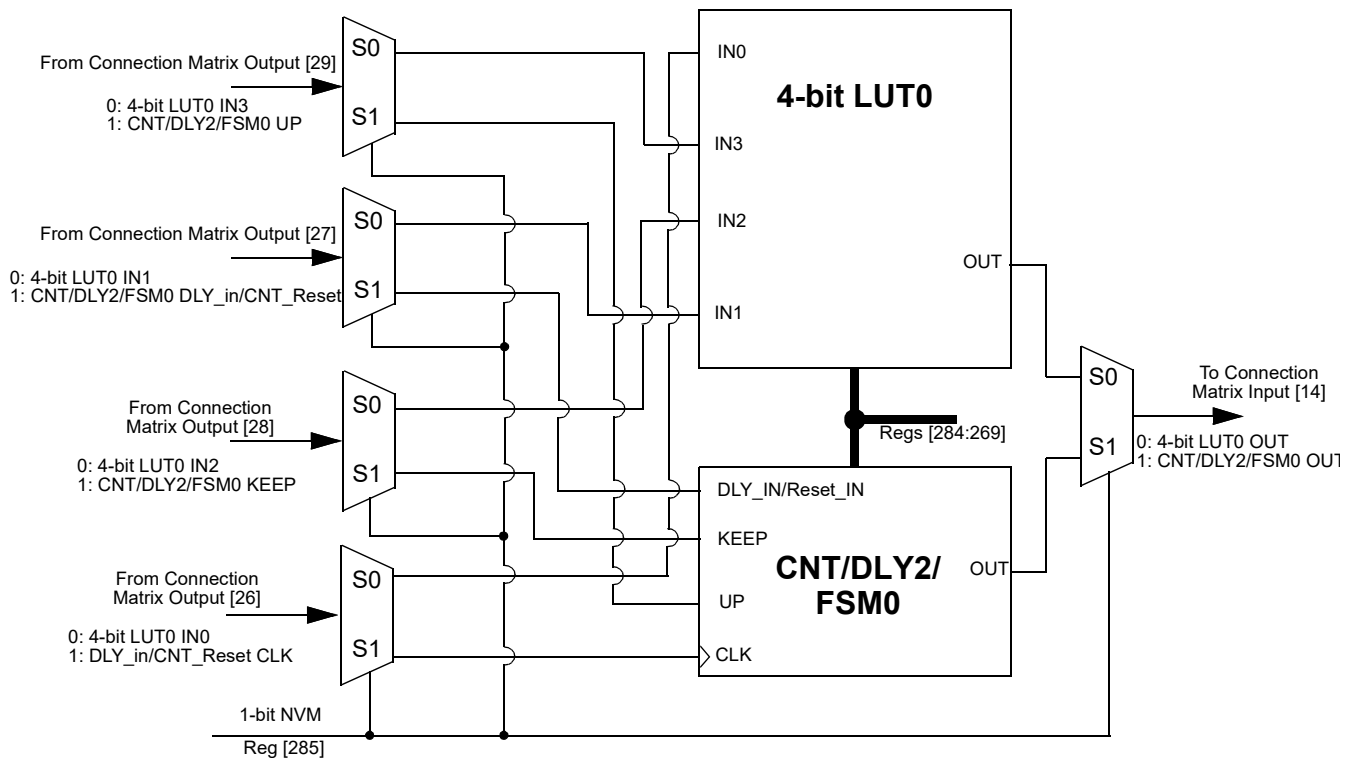 From Connection Matrix Output [29]
0: 4-bit LUT0 IN3
1: CNT/DLY2/FSM0 UP
S0
S1
From Connection Matrix Output [27]
0: 4-bit LUT0 IN1
1: CNT/DLY2/FSM0 DLY_in/CNT_Reset
S0
S1
From Connection
Matrix Output [28]
0: 4-bit LUT0 IN2
1: CNT/DLY2/FSM0 KEEP
S0
S1
From Connection
Matrix Output [26]
0: 4-bit LUT0 IN0
1: DLY_in/CNT_Reset CLK
S0
S1
1-bit NVM
Reg [285]
4-bit LUT0
IN0
IN3
IN2
IN1
OUT
Regs [284:269]
DLY_IN/Reset_IN
KEEP
UP
CLK
CNT/DLY2/
FSM0
OUT
S0
S1
To Connection
Matrix Input [14]
0: 4-bit LUT0 OUT
1: CNT/DLY2/FSM0 OUT